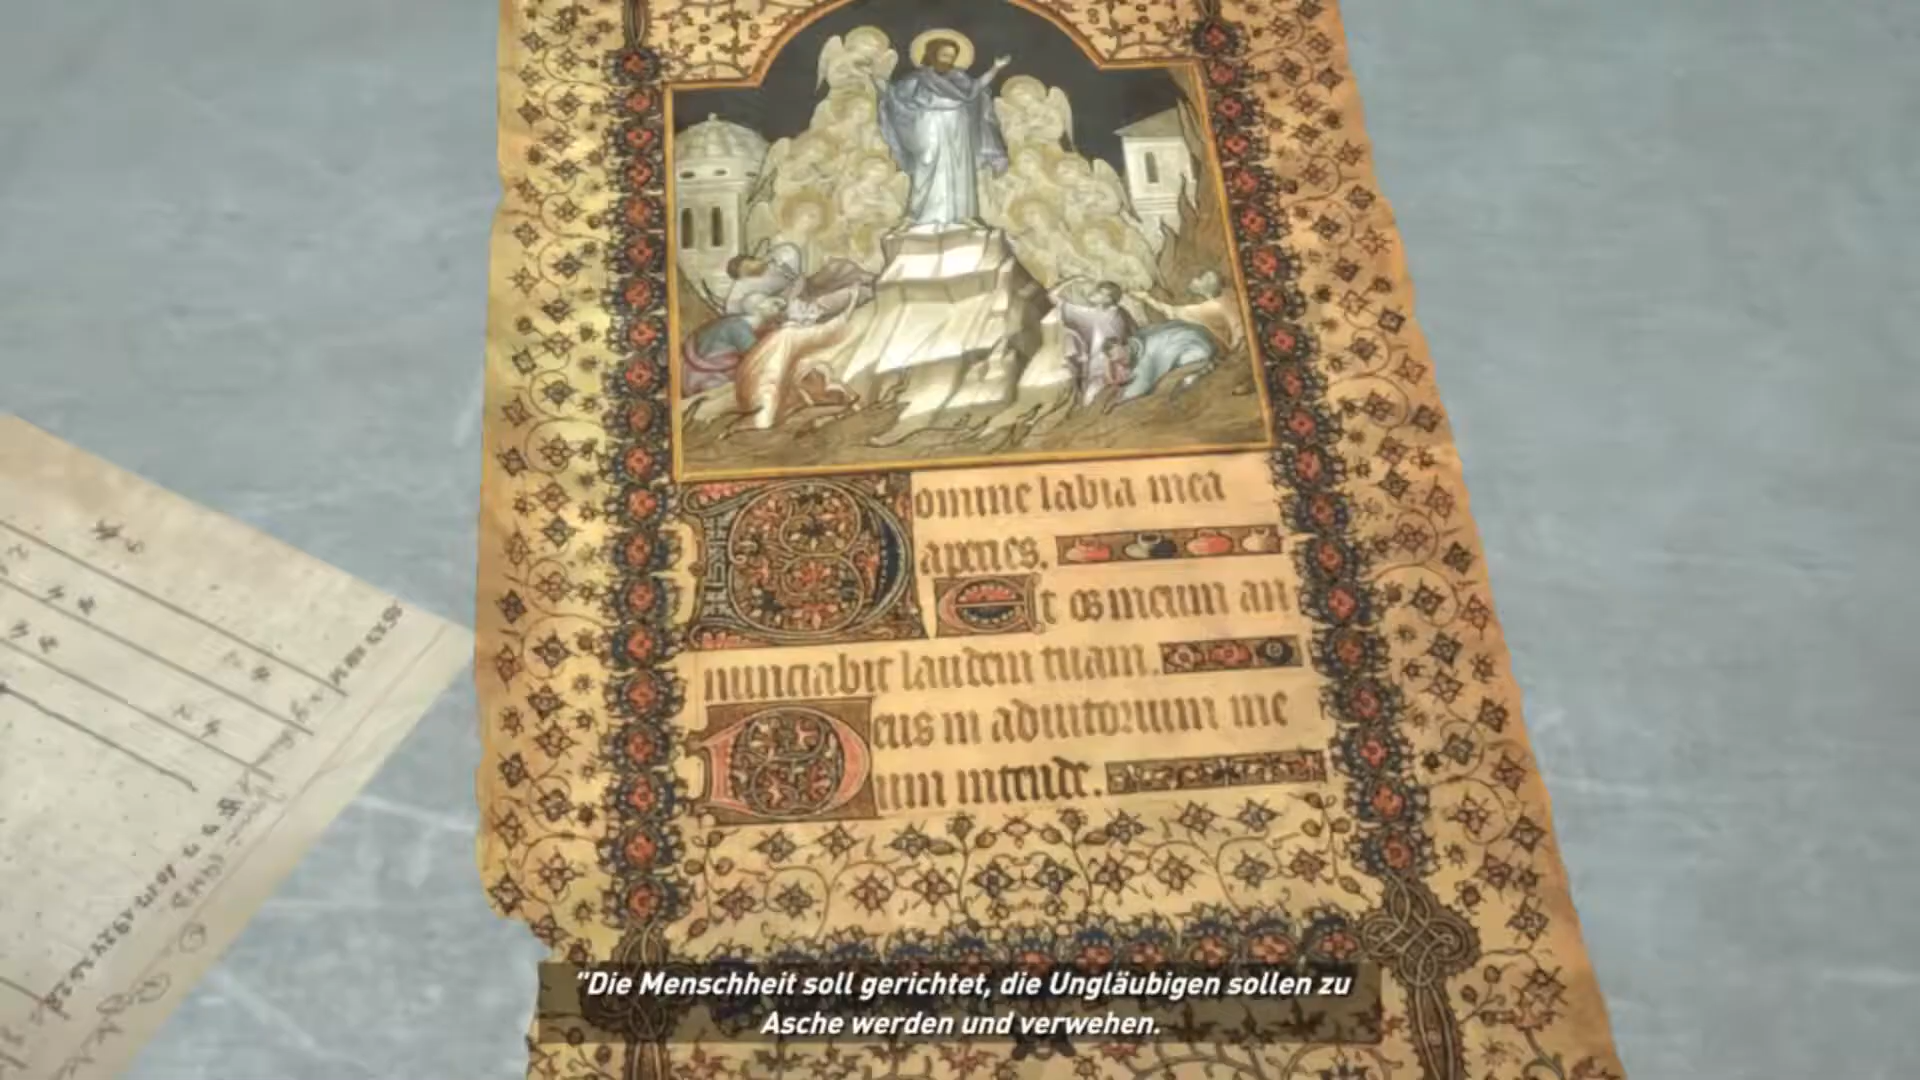 Domine labia mea
aperies.
Et os meum an
nunciabit laudem tuam.
Deus in adiutorium me
um intende.
"Die Menschheit soll gerichtet, die Ungläubigen sollen zu
Asche werden und verwehen.